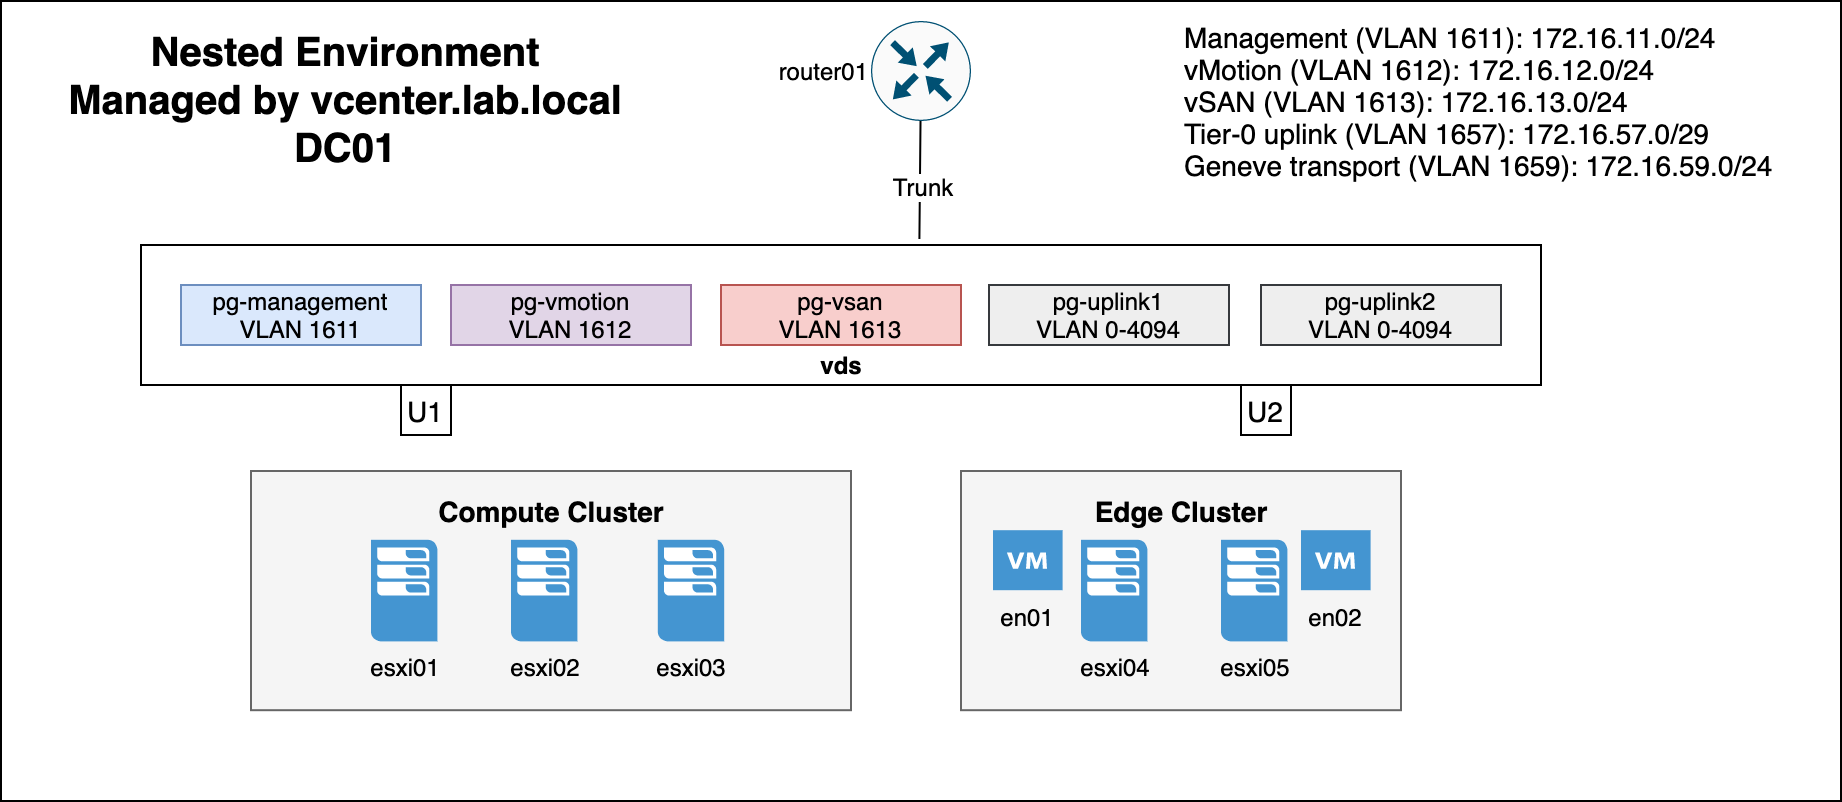 Nested Environment
Managed by vcenter.lab.local
DC01
router01
Management (VLAN 1611): 172.16.11.0/24
vMotion (VLAN 1612): 172.16.12.0/24
vSAN (VLAN 1613): 172.16.13.0/24
Tier-0 uplink (VLAN 1657): 172.16.57.0/29
Geneve transport (VLAN 1659): 172.16.59.0/24
Trunk
pg-management
VLAN 1611
pg-vmotion
VLAN 1612
pg-vsan
VLAN 1613
pg-uplink1
VLAN 0-4094
pg-uplink2
VLAN 0-4094
vds
U1
U2
Compute Cluster
esxi01
esxi02
esxi03
Edge Cluster
VM
en01
esxi04
esxi05
VM
en02